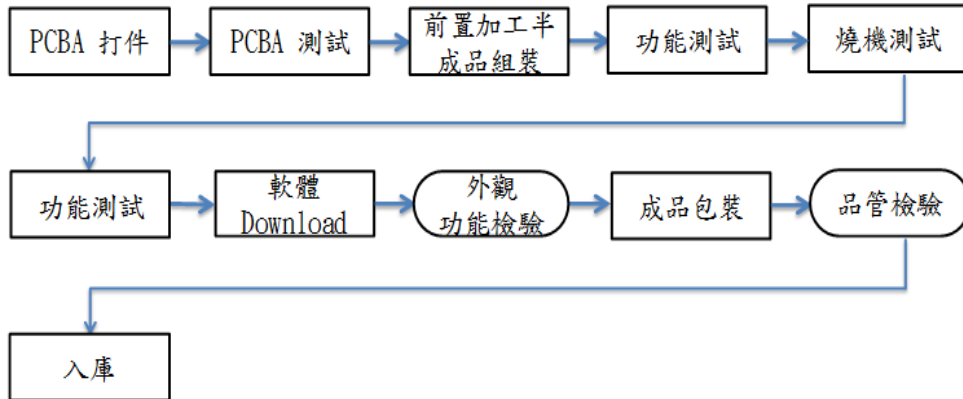 PCBA 打件
PCBA 測試
前置加工半
成品組裝
功能測試
燒機測試
功能測試
軟體
Download
外觀
功能檢驗
成品包裝
品管檢驗
入庫